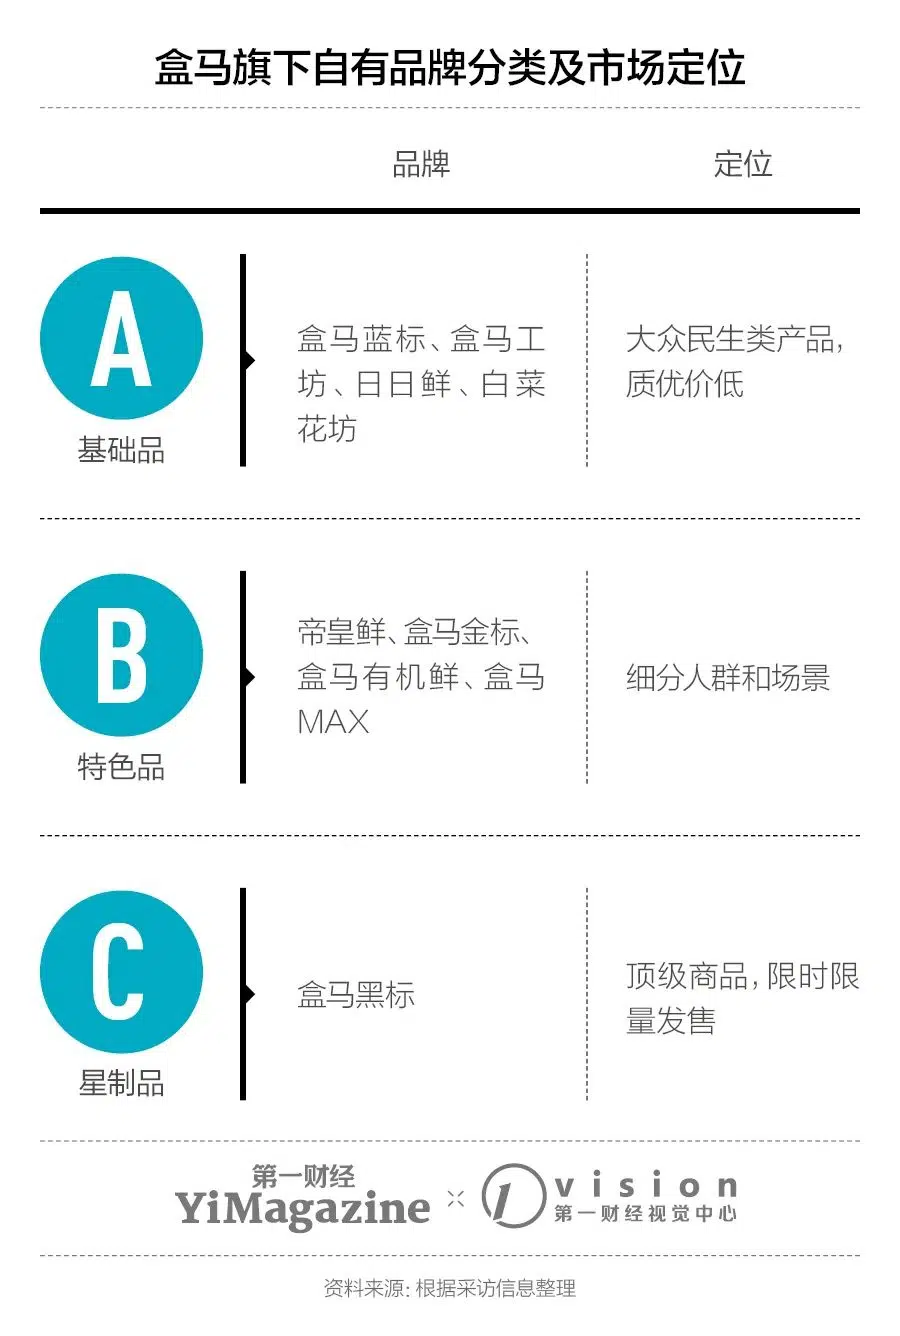 盒马旗下自有品牌分类及市场定位
品牌
定位
A
基础品
盒马蓝标、盒马工
坊、日日鲜、白菜
花坊
大众民生类产品，
质优价低
B
特色品
帝皇鲜、盒马金标、
盒马有机鲜、盒马
MAX
细分人群和场景
C
星制品
盒马黑标
顶级商品，限时限
量发售
第一财经
YiMagazine
vision
第一财经视觉中心
资料来源：根据采访信息整理